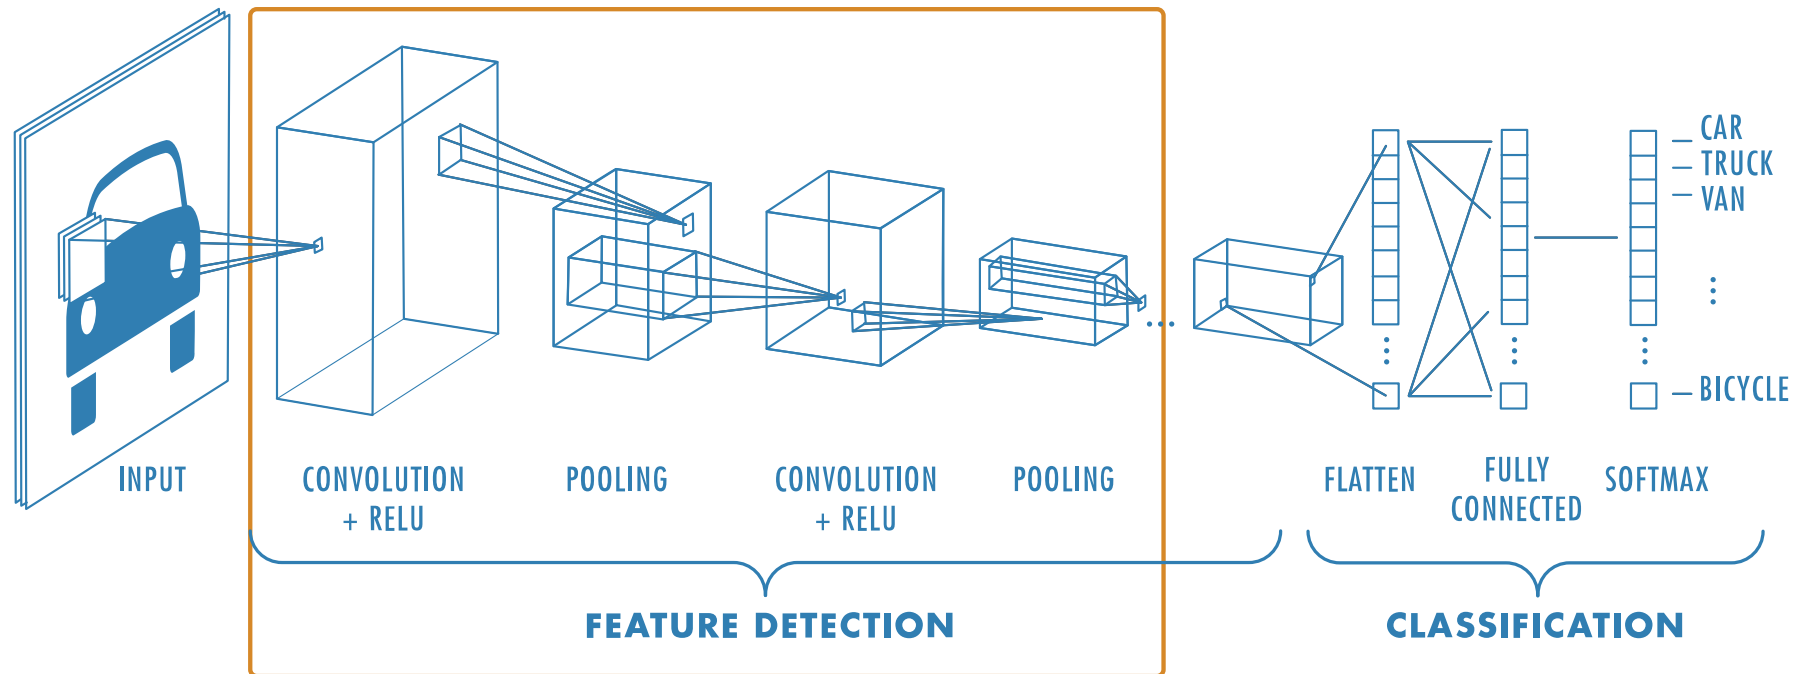 CAR
TRUCK
VAN
BICYCLE
INPUT
CONVOLUTION
+ RELU
POOLING
CONVOLUTION
+ RELU
POOLING
FLATTEN
FULLY
CONNECTED
SOFTMAX
FEATURE DETECTION
CLASSIFICATION